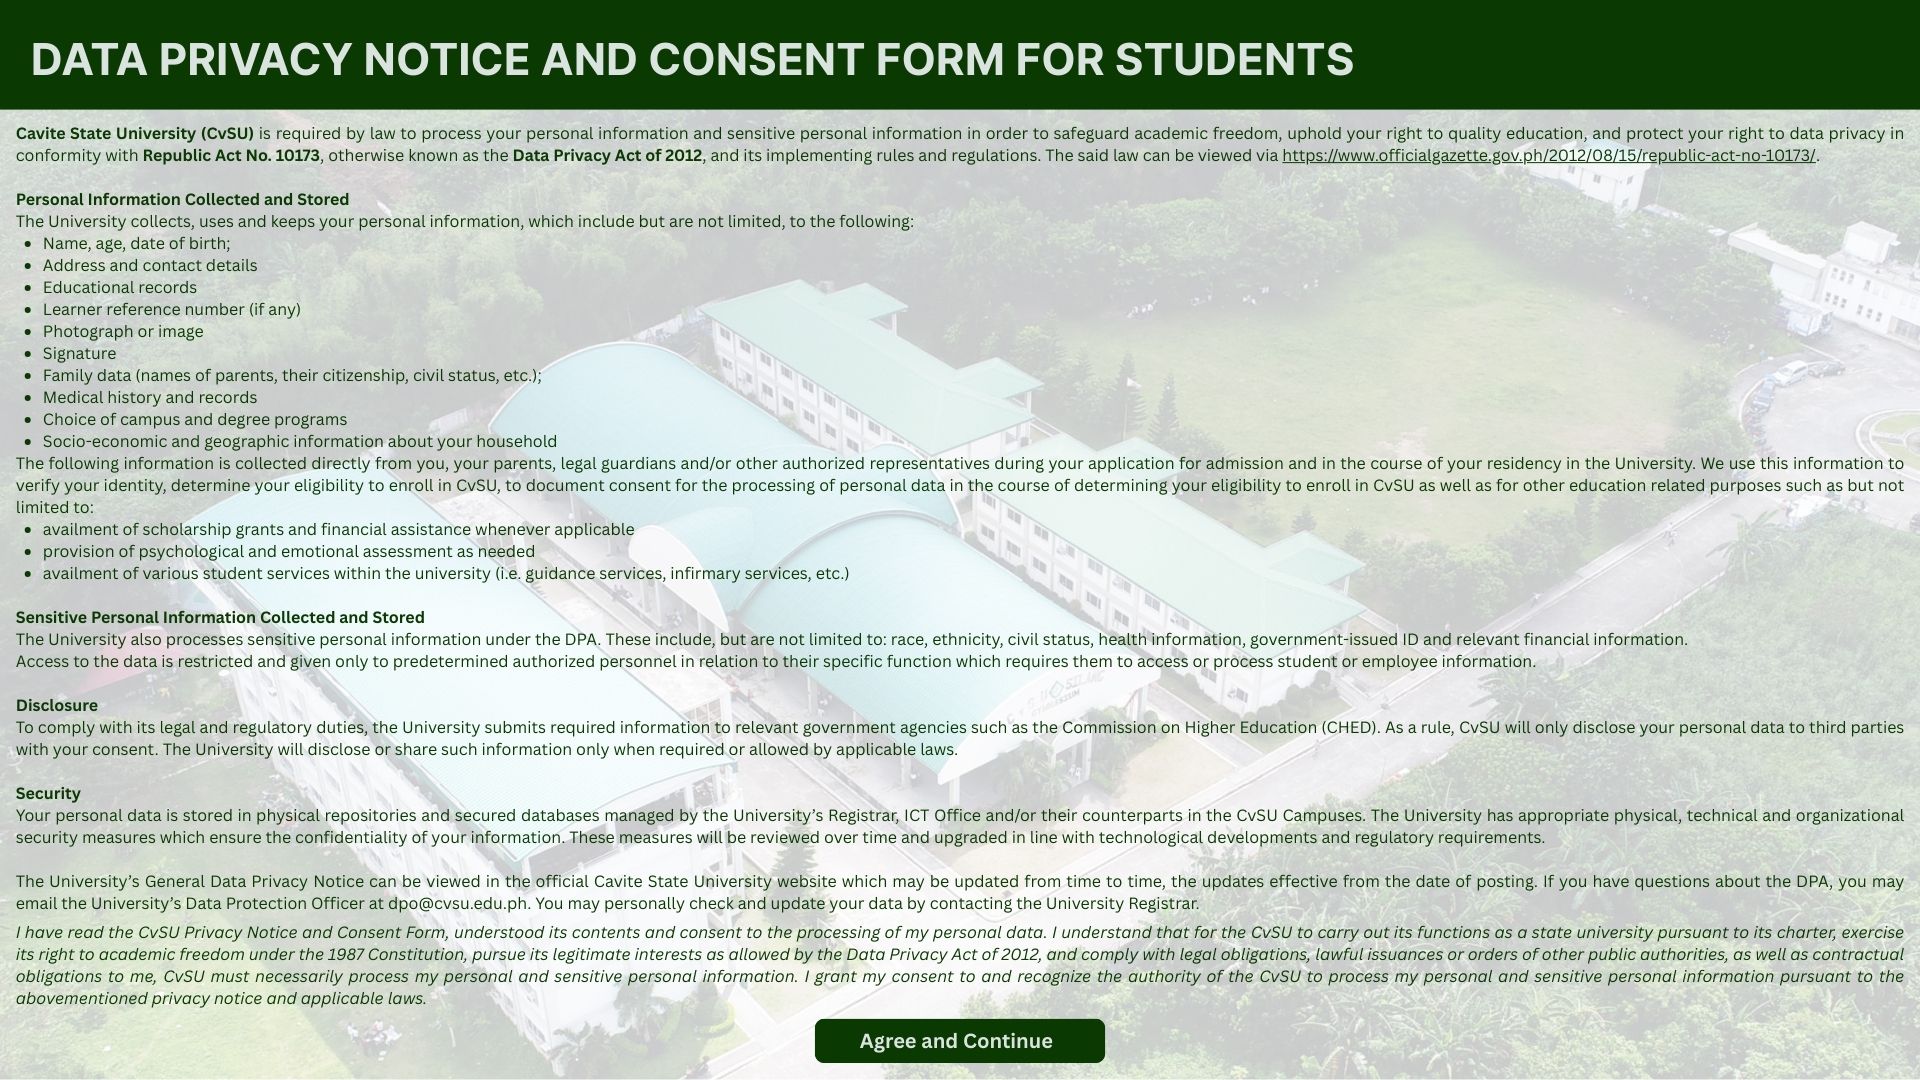 DATA PRIVACY NOTICE AND CONSENT FORM FOR STUDENTS
Cavite State University (CvSU) is required by law to process your personal information and sensitive personal information in order to safeguard academic freedom, uphold your right to quality education, and protect your right to data privacy in
conformity with Republic Act No. 10173, otherwise known as the Data Privacy Act of 2012, and its implementing rules and regulations. The said law can be viewed via https://www.officialgazette.gov.ph/2012/08/15/republic-act-no-10173/.
Personal Information Collected and Stored
The University collects, uses and keeps your personal information, which include but are not limited, to the following:
• Name, age, date of birth;
• Address and contact details
• Educational records
• Learner reference number (if any)
• Photograph or image
• Signature
• Family data (names of parents, their citizenship, civil status, etc.);
• Medical history and records
• Choice of campus and degree programs
• Socio-economic and geographic information about your household
The following information is collected directly from you, your parents, legal guardians and/or other authorized representatives during your application for admission and in the course of your residency in the University. We use this information to
verify your identity, determine your eligibility to enroll in CvSU, to document consent for the processing of personal data in the course of determining your eligibility to enroll in CvSU as well as for other education related purposes such as but not
limited to:
• availment of scholarship grants and financial assistance whenever applicable
• provision of psychological and emotional assessment as needed
• availment of various student services within the university (i.e. guidance services, infirmary services, etc.)
Sensitive Personal Information Collected and Stored
The University also processes sensitive personal information under the DPA. These include, but are not limited to: race, ethnicity, civil status, health information, government-issued ID and relevant financial information.
Access to the data is restricted and given only to predetermined authorized personnel in relation to their specific function which requires them to access or process student or employee information.
Disclosure
To comply with its legal and regulatory duties, the University submits required information to relevant government agencies such as the Commission on Higher Education (CHED). As a rule, CvSU will only disclose your personal data to third parties
with your consent. The University will disclose or share such information only when required or allowed by applicable laws.
Security
Your personal data is stored in physical repositories and secured databases managed by the University’s Registrar, ICT Office and/or their counterparts in the CvSU Campuses. The University has appropriate physical, technical and organizational
security measures which ensure the confidentiality of your information. These measures will be reviewed over time and upgraded in line with technological developments and regulatory requirements.
The University’s General Data Privacy Notice can be viewed in the official Cavite State University website which may be updated from time to time, the updates effective from the date of posting. If you have questions about the DPA, you may
email the University’s Data Protection Officer at dpo@cvsu.edu.ph. You may personally check and update your data by contacting the University Registrar.
I have read the CvSU Privacy Notice and Consent Form, understood its contents and consent to the processing of my personal data. I understand that for the CvSU to carry out its functions as a state university pursuant to its charter, exercise
its right to academic freedom under the 1987 Constitution, pursue its legitimate interests as allowed by the Data Privacy Act of 2012, and comply with legal obligations, lawful issuances or orders of other public authorities, as well as contractual
obligations to me, CvSU must necessarily process my personal and sensitive personal information. I grant my consent to and recognize the authority of the CvSU to process my personal and sensitive personal information pursuant to the
abovementioned privacy notice and applicable laws.
Agree and Continue